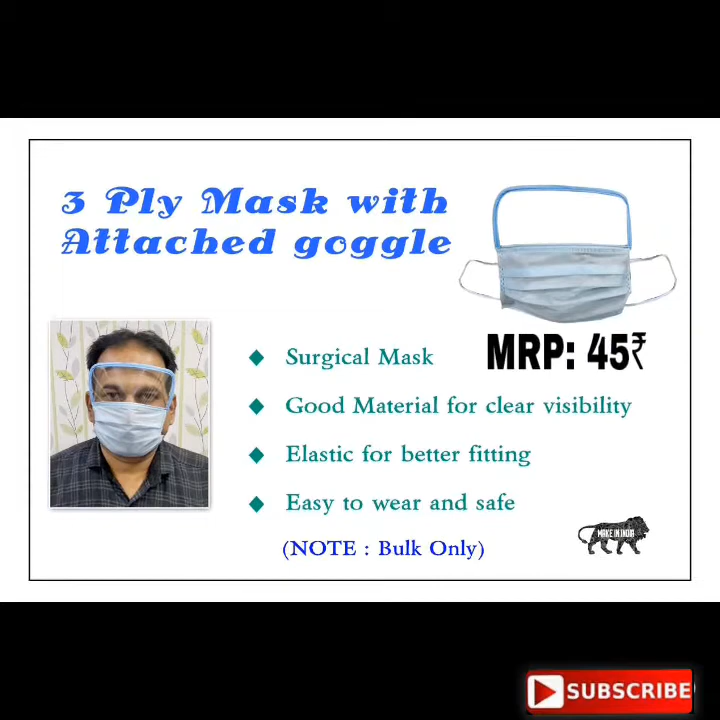 3 Ply Mask with
Attached goggle
MRP: 45₹
Surgical Mask
Good Material for clear visibility
Elastic for better fitting
Easy to wear and safe
(NOTE : Bulk Only)
MAKE IN INDIA
SUBSCRIBE